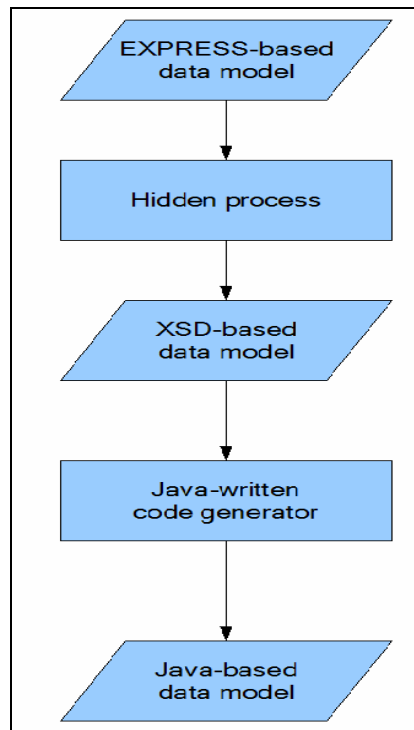 EXPRESS-based
data model
Hidden process
XSD-based
data model
Java-written
code generator
Java-based
data model